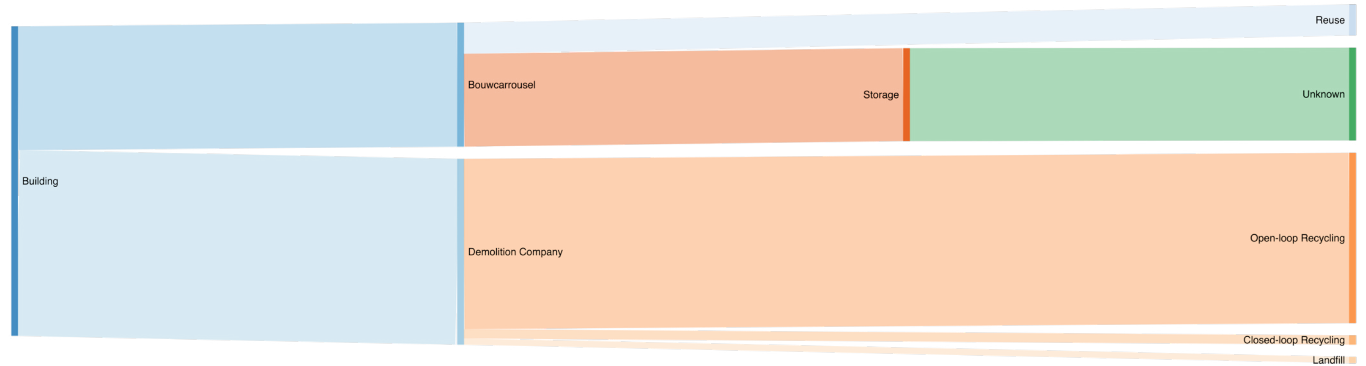 Reuse
Bouwcarrousel
Storage
Unknown
Building
Open-loop Recycling
Demolition Company
Closed-loop Recycling
Landfill